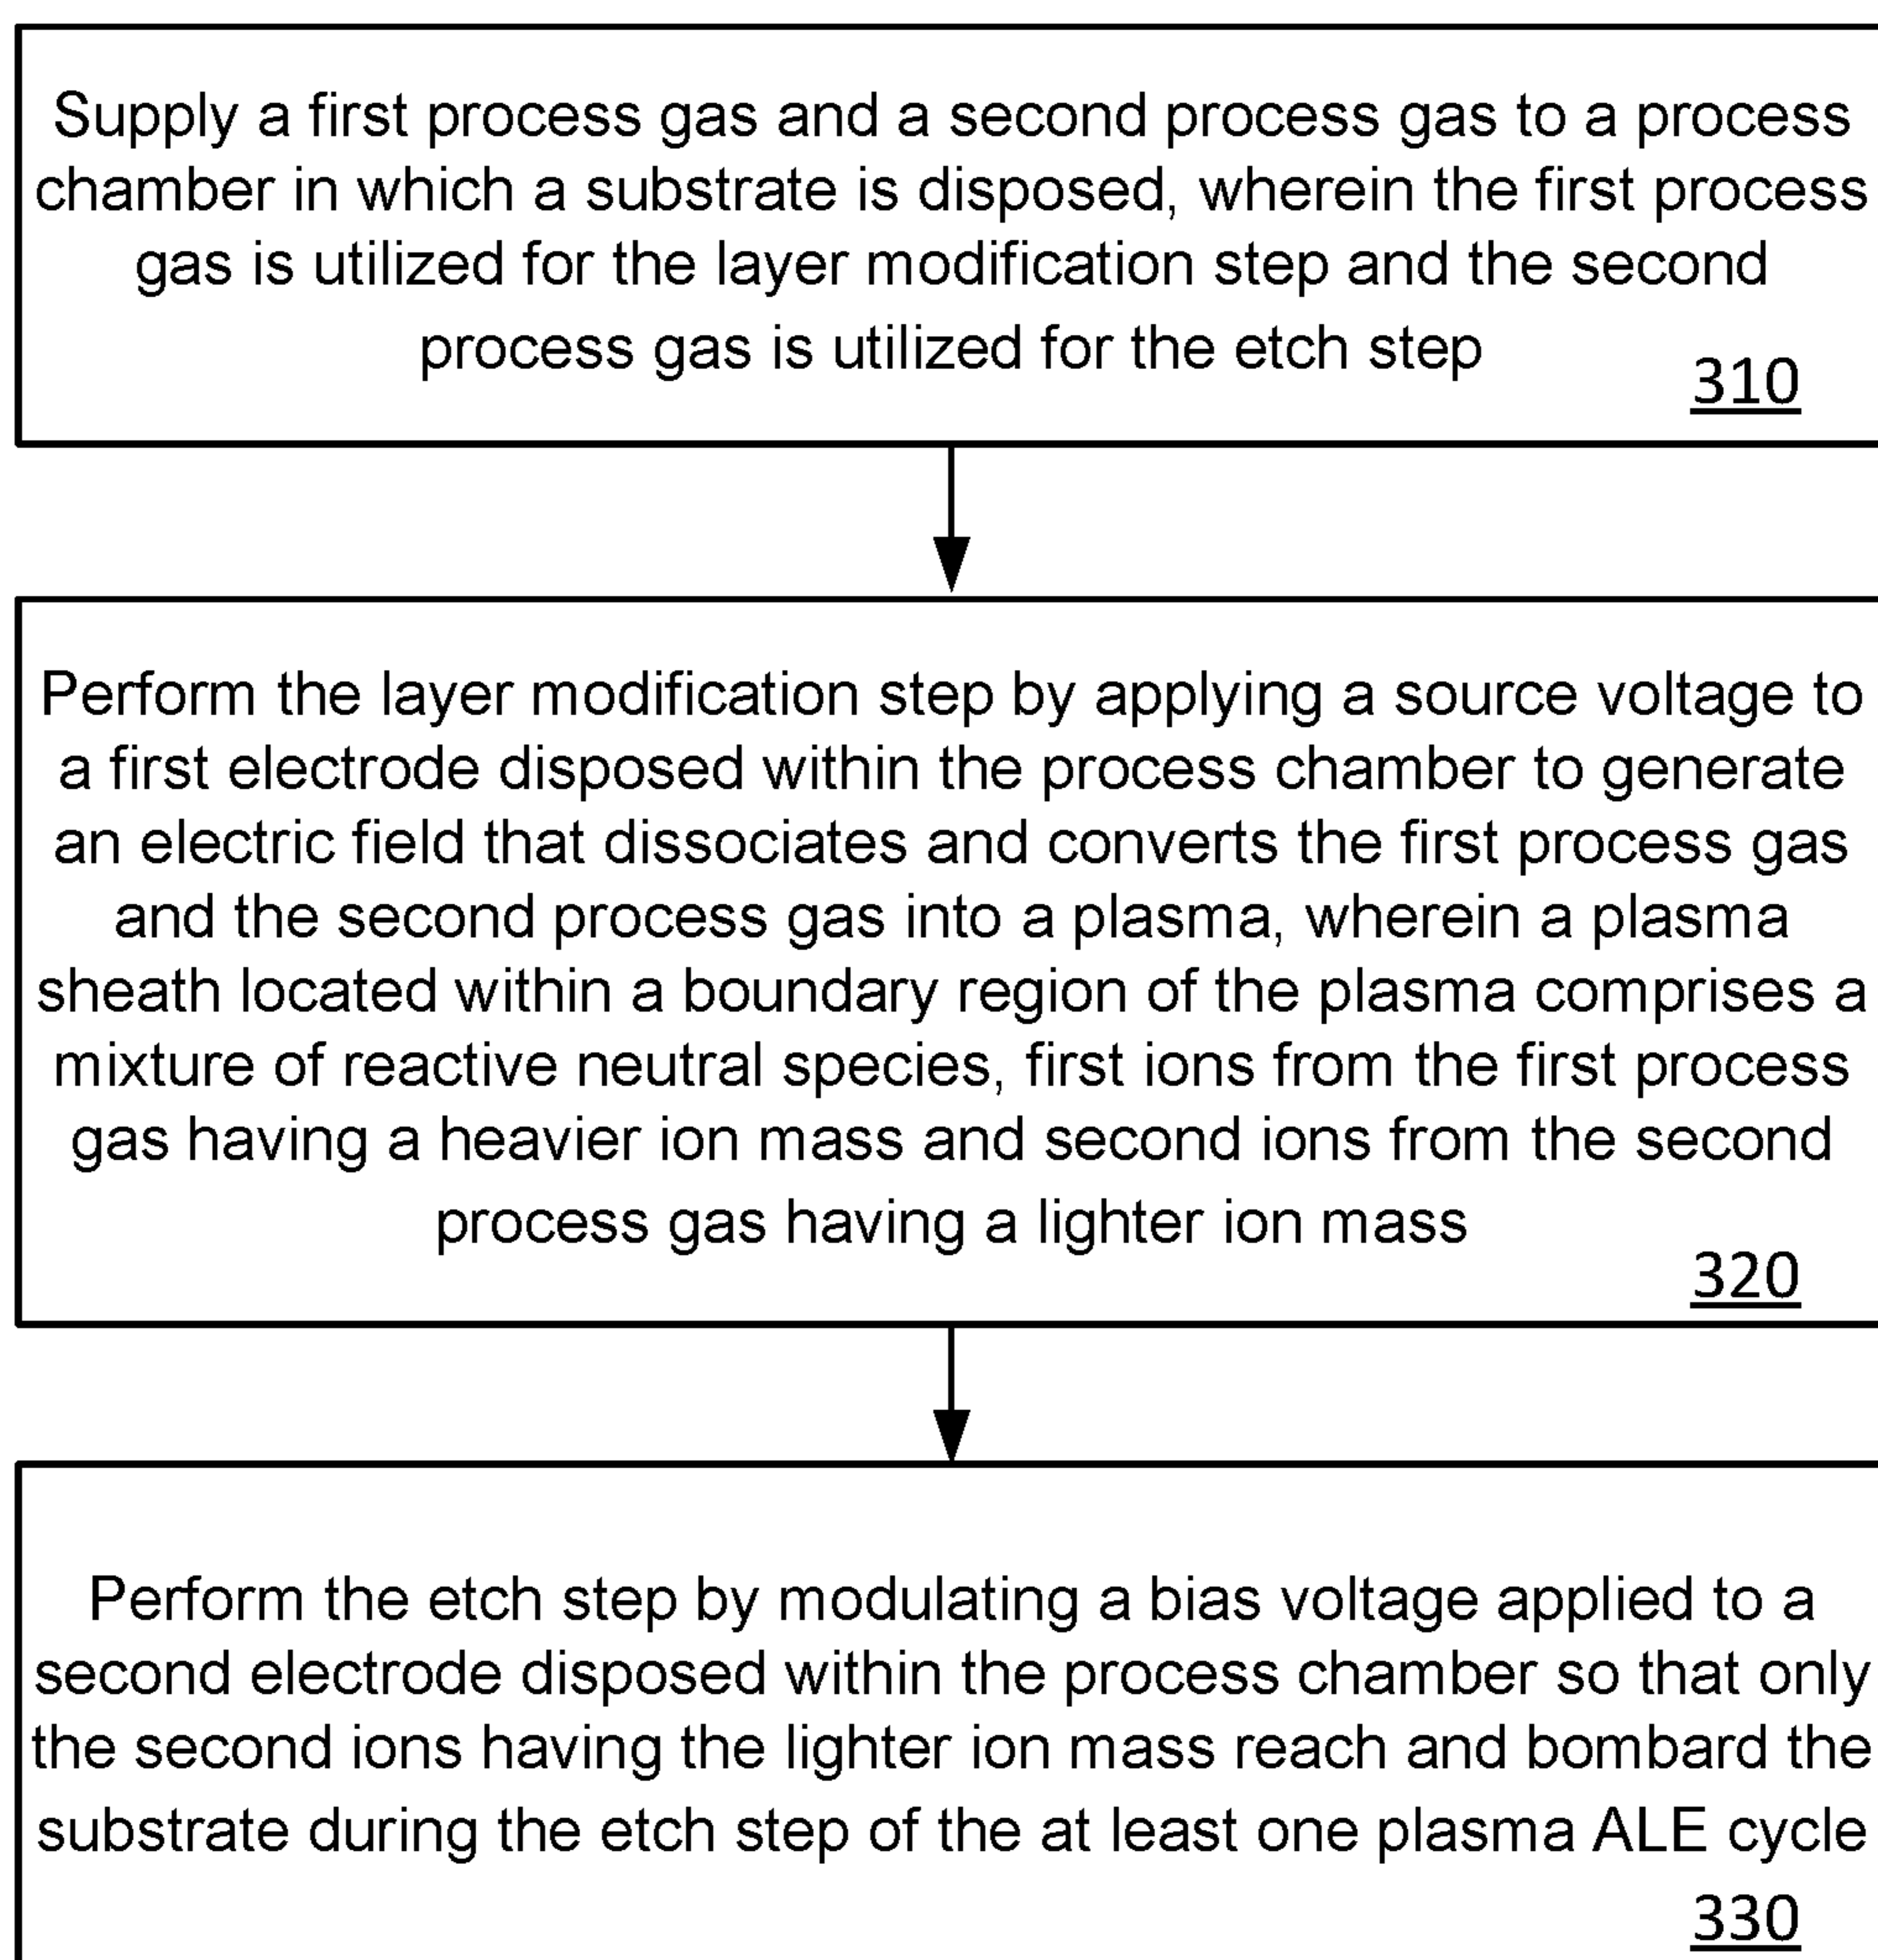 Supply a first process gas and a second process gas to a process
chamber in which a substrate is disposed, wherein the first process
gas is utilized for the layer modification step and the second
process gas is utilized for the etch step
310
Perform the layer modification step by applying a source voltage to
a first electrode disposed within the process chamber to generate
an electric field that dissociates and converts the first process gas
and the second process gas into a plasma, wherein a plasma
sheath located within a boundary region of the plasma comprises a
mixture of reactive neutral species, first ions from the first process
gas having a heavier ion mass and second ions from the second
process gas having a lighter ion mass
320
Perform the etch step by modulating a bias voltage applied to a
second electrode disposed within the process chamber so that only
the second ions having the lighter ion mass reach and bombard the
substrate during the etch step of the at least one plasma ALE cycle
330